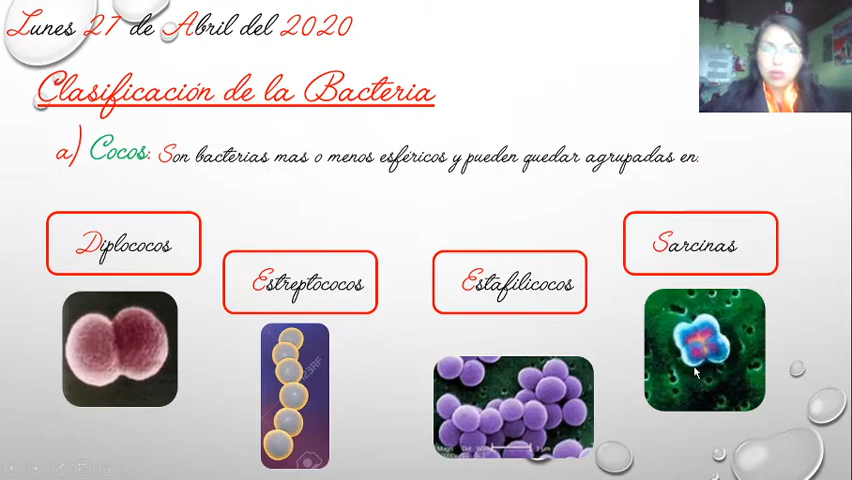 Lunes 27 de Abril del 2020
Clasificación de la Bacteria
a) Cocos: Son bacterias mas o menos esféricos y pueden quedar agrupadas en:
Diplococos
Estreptococos
Estafilicocos
Sarcinas